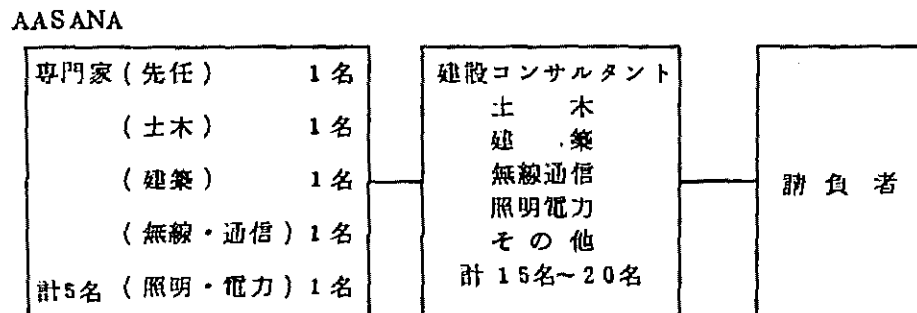 AASANA
専門家(先任) 1名
(土木) 1名
(建築) 1名
(無線・通信) 1名
計5名 (照明・電力) 1名
建設コンサルタント
土木
建築
無線通信
照明電力
その他
計 15名~20名
請負者